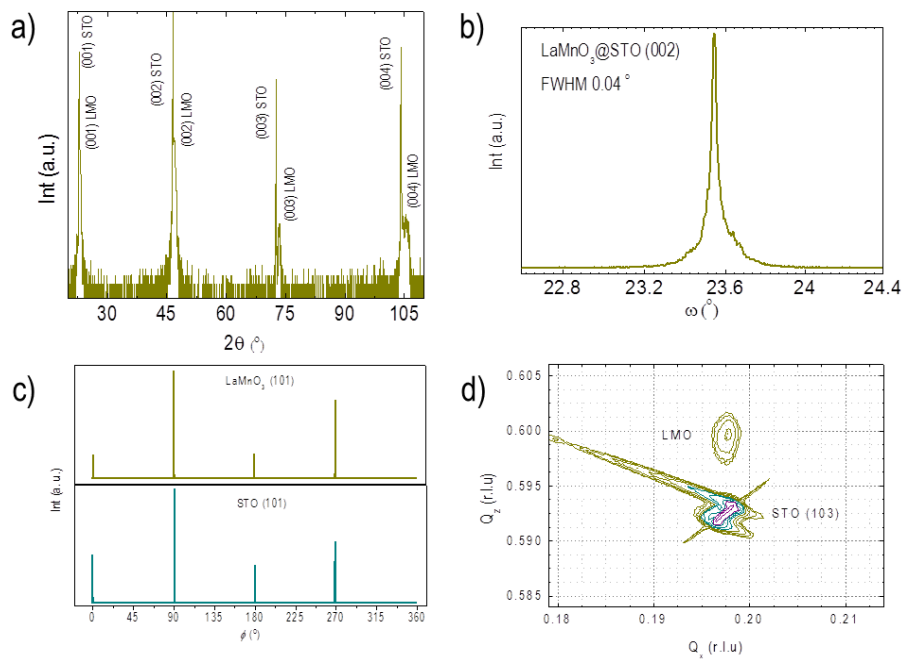 a)
(001) STO
(001) LMO
(002) STO
(002) LMO
(003) STO
(003) LMO
(004) STO
(004) LMO
Int (a.u.)
30 45 60 75 90 105
2θ (°)
b)
LaMnO₃@STO (002)
FWHM 0.04 °
Int (a.u.)
22.8 23.2 23.6 24 24.4
ω (°)
c)
LaMnO₃ (101)
STO (101)
Int (a.u.)
0 45 90 135 180 225 270 315 360
ϕ (°)
d)
0.605
0.600
0.595
0.590
0.585
Q_z (r.l.u)
LMO
STO (103)
0.18 0.19 0.20 0.21
Q_x (r.l.u)